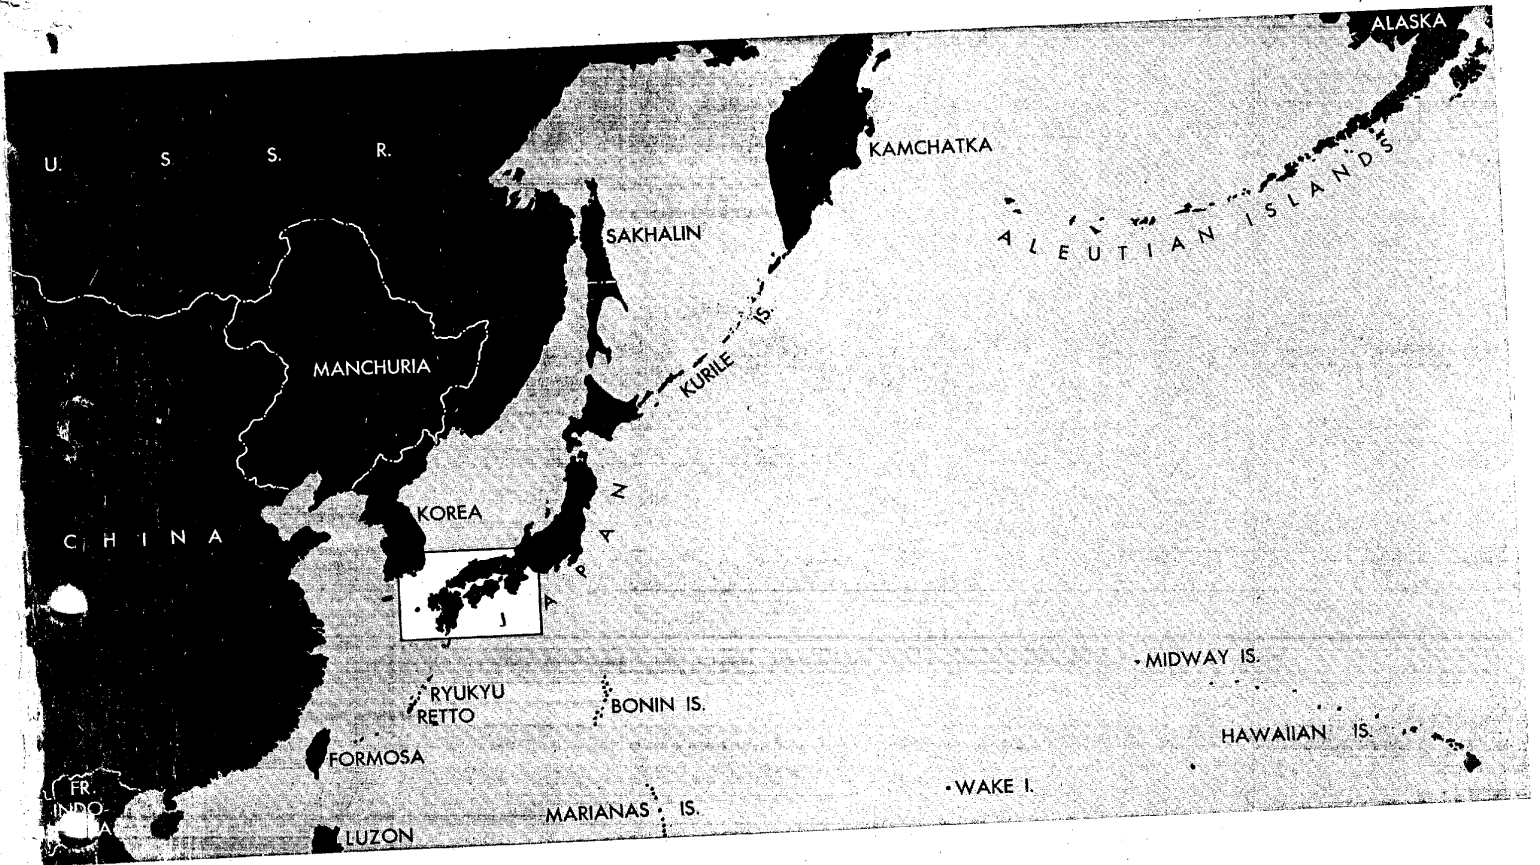 ALASKA
U. S. S. R.
KAMCHATKA
ALEUTIAN ISLANDS
SAKHALIN
KURILE IS.
MANCHURIA
KOREA
CHINA
JAPAN
MIDWAY IS.
RYUKYU
RETTO
BONIN IS.
HAWAIIAN IS.
FORMOSA
FR.
INDO-
WAKE I.
MARIANAS IS.
LUZON